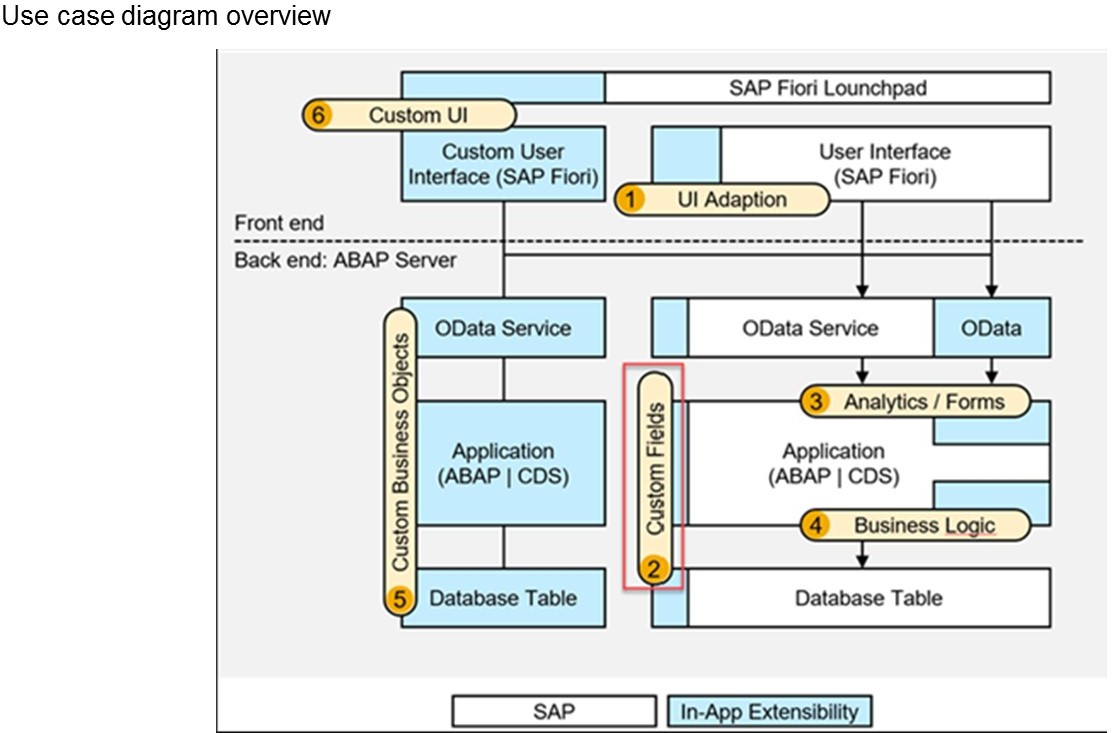 Use case diagram overview
SAP Fiori Lounchpad
6 Custom UI
Custom User
Interface (SAP Fiori)
User Interface
(SAP Fiori)
1 UI Adaption
Front end
Back end: ABAP Server
OData Service
OData Service
OData
5 Custom Business Objects
2 Custom Fields
3 Analytics / Forms
Application
(ABAP | CDS)
Application
(ABAP | CDS)
4 Business Logic
Database Table
Database Table
SAP
In-App Extensibility